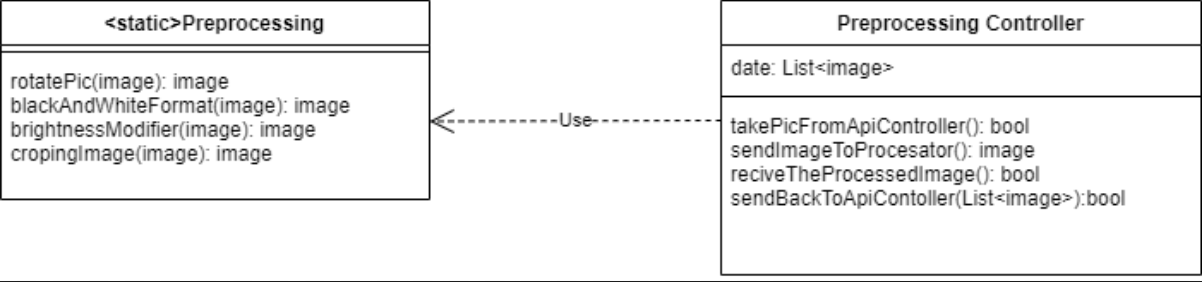 <static>Preprocessing
rotatePic(image): image
blackAndWhiteFormat(image): image
brightnessModifier(image): image
cropingImage(image): image
Use
Preprocessing Controller
date: List<image>
takePicFromApiController(): bool
sendImageToProcesator(): image
reciveTheProcessedImage(): bool
sendBackToApiContoller(List<image>):bool